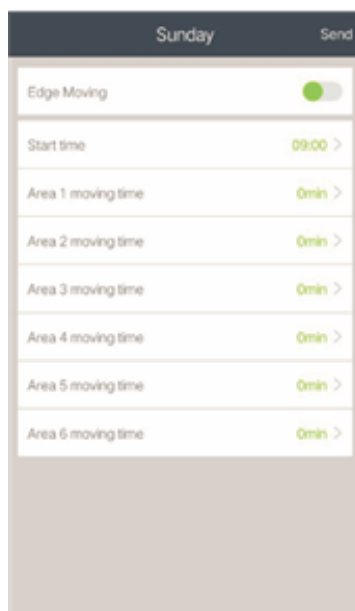 Sunday
Send
Edge Moving
Start time 09:00 >
Area 1 moving time 0min >
Area 2 moving time 0min >
Area 3 moving time 0min >
Area 4 moving time 0min >
Area 5 moving time 0min >
Area 6 moving time 0min >